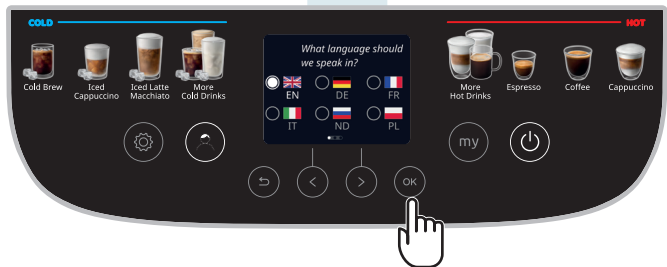 COLD
HOT
What language should
we speak in?
EN
DE
FR
IT
ND
PL
Cold Brew
Iced
Cappuccino
Iced Latte
Macchiato
More
Cold Drinks
More
Hot Drinks
Espresso
Coffee
Cappuccino
my
OK